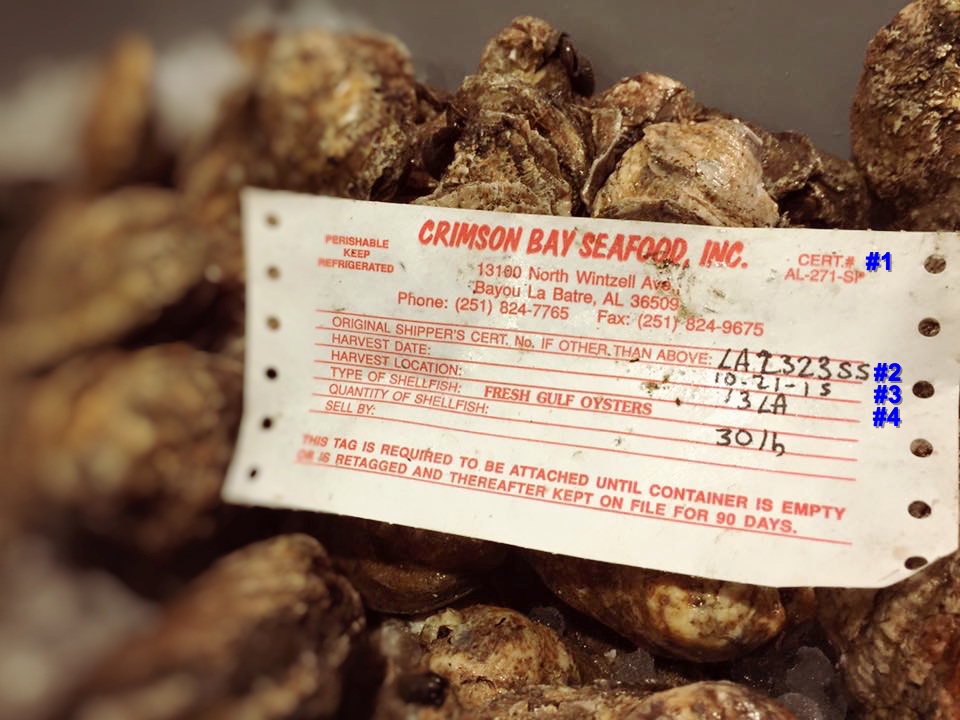 PERISHABLE
KEEP
REFRIGERATED
CRIMSON BAY SEAFOOD, INC.
13100 North Wintzell Ave.
Bayou La Batre, AL 36509
Phone: (251) 824-7765 Fax: (251) 824-9675
CERT.# #1
AL-271-SP
ORIGINAL SHIPPER'S CERT. No. IF OTHER THAN ABOVE: LA2323SS #2
HARVEST DATE: 10-21-15 #3
HARVEST LOCATION: 13LA #4
TYPE OF SHELLFISH: FRESH GULF OYSTERS
QUANTITY OF SHELLFISH: 30lb
SELL BY:
THIS TAG IS REQUIRED TO BE ATTACHED UNTIL CONTAINER IS EMPTY
OR IS RETAGGED AND THEREAFTER KEPT ON FILE FOR 90 DAYS.